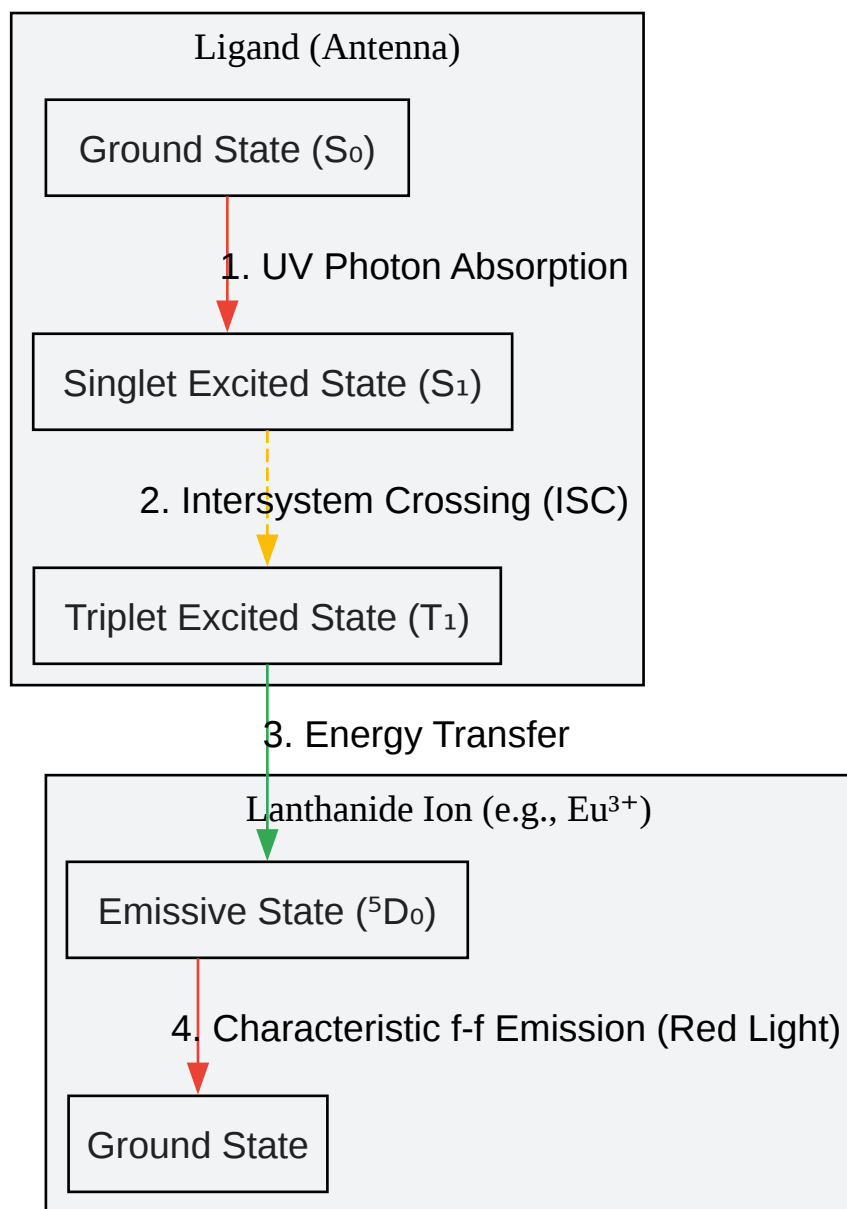 Ligand (Antenna)
Ground State (S₀)
1. UV Photon Absorption
Singlet Excited State (S₁)
2. Intersystem Crossing (ISC)
Triplet Excited State (T₁)
3. Energy Transfer
Lanthanide Ion (e.g., Eu³⁺)
Emissive State (⁵D₀)
4. Characteristic f-f Emission (Red Light)
Ground State